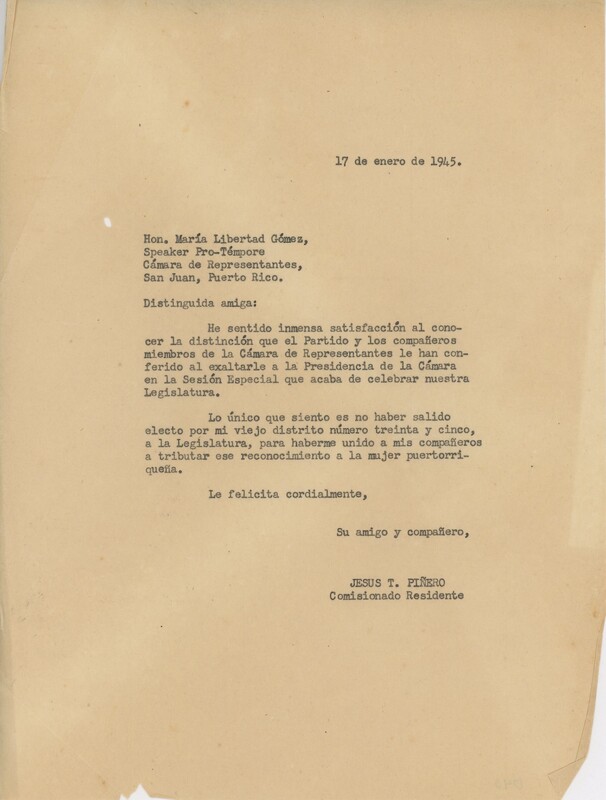 17 de enero de 1945.
Hon. María Libertad Gómez,
Speaker Pro-Témpore
Cámara de Representantes,
San Juan, Puerto Rico.
Distinguida amiga:
He sentido inmensa satisfacción al cono-
cer la distinción que el Partido y los compañeros
miembros de la Cámara de Representantes le han con-
ferido al exaltarle a la Presidencia de la Cámara
en la Sesión Especial que acaba de celebrar nuestra
Legislatura.
Lo único que siento es no haber salido
electo por mi viejo distrito número treinta y cinco,
a la Legislatura, para haberme unido a mis compañeros
a tributar ese reconocimiento a la mujer puertorri-
queña.
Le felicita cordialmente,
Su amigo y compañero,
JESUS T. PIÑERO
Comisionado Residente